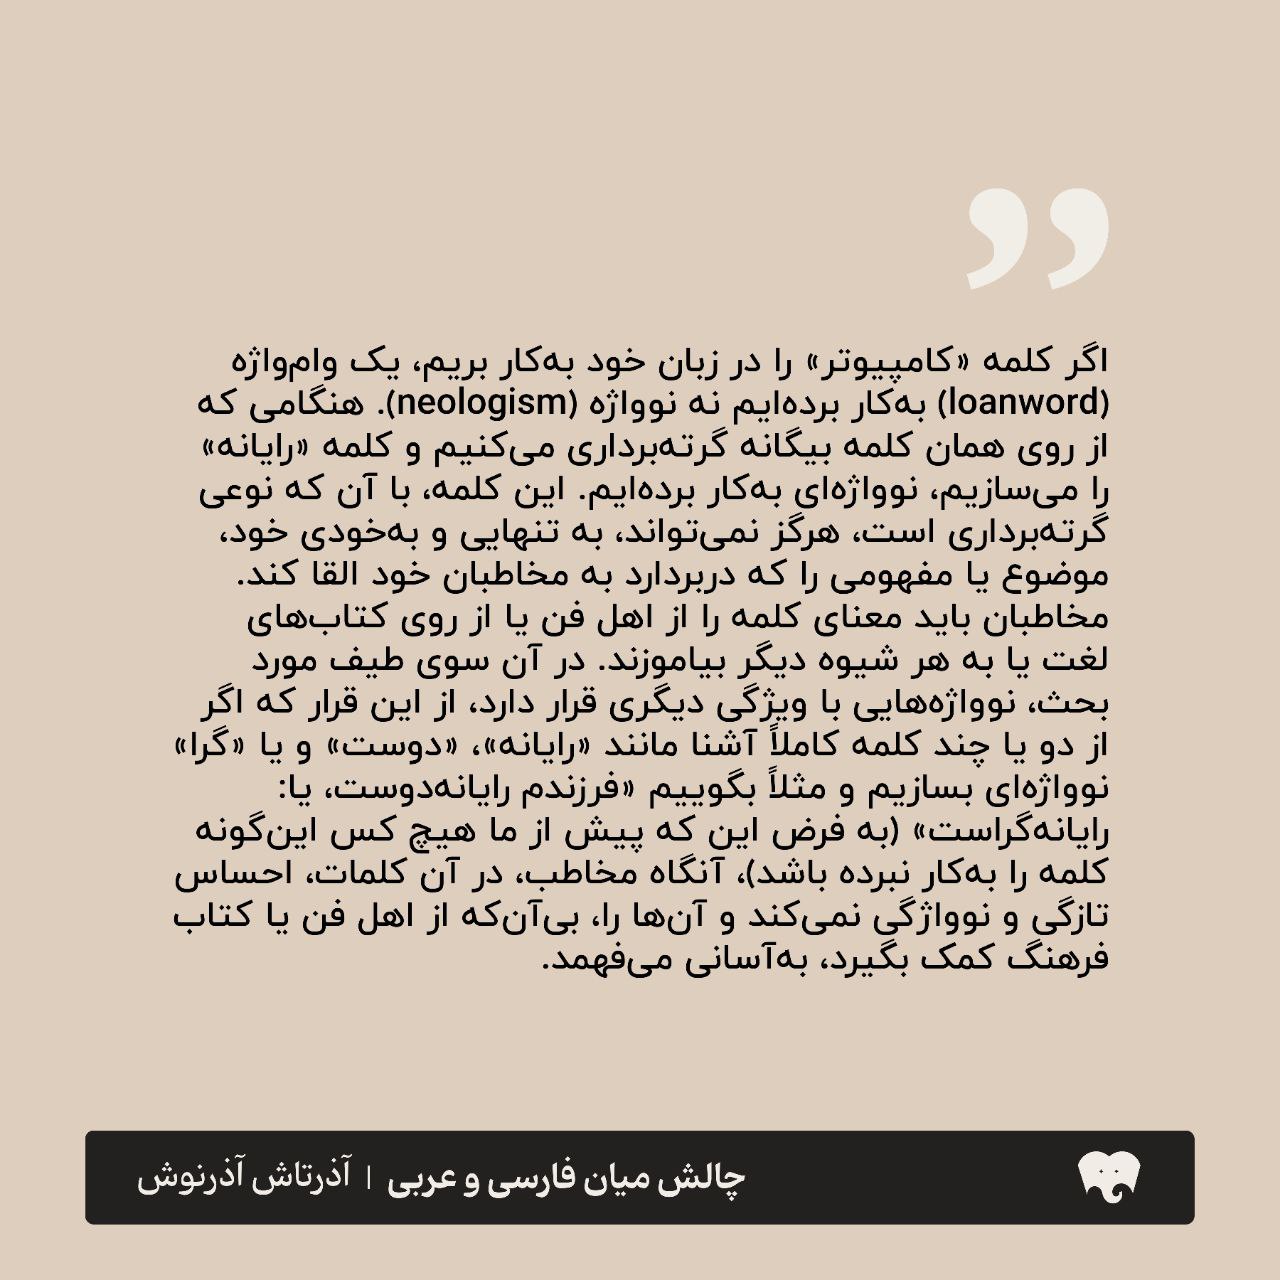 اگر کلمه «کامپیوتر» را در زبان خود به‌کار بریم، یک وام‌واژه
(loanword) به‌کار برده‌ایم نه نوواژه (neologism). هنگامی که
از روی همان کلمه بیگانه گرته‌برداری می‌کنیم و کلمه «رایانه»
را می‌سازیم، نوواژه‌ای به‌کار برده‌ایم. این کلمه، با آن که نوعی
گرته‌برداری است، هرگز نمی‌تواند، به تنهایی و به‌خودی خود،
موضوع یا مفهومی را که دربردارد به مخاطبان خود القا کند.
مخاطبان باید معنای کلمه را از اهل فن یا از روی کتاب‌های
لغت یا به هر شیوه دیگر بیاموزند. در آن سوی طیف مورد
بحث، نوواژه‌هایی با ویژگی دیگری قرار دارد، از این قرار که اگر
از دو یا چند کلمه کاملاً آشنا مانند «رایانه»، «دوست» و یا «گرا»
نوواژه‌ای بسازیم و مثلاً بگوییم «فرزندم رایانه‌دوست، یا:
رایانه‌گراست» (به فرض این که پیش از ما هیچ کس این‌گونه
کلمه را به‌کار نبرده باشد)، آنگاه مخاطب، در آن کلمات، احساس
تازگی و نوواژگی نمی‌کند و آن‌ها را، بی‌آن‌که از اهل فن یا کتاب
فرهنگ کمک بگیرد، به‌آسانی می‌فهمد.
چالش میان فارسی و عربی | آذرتاش آذرنوش